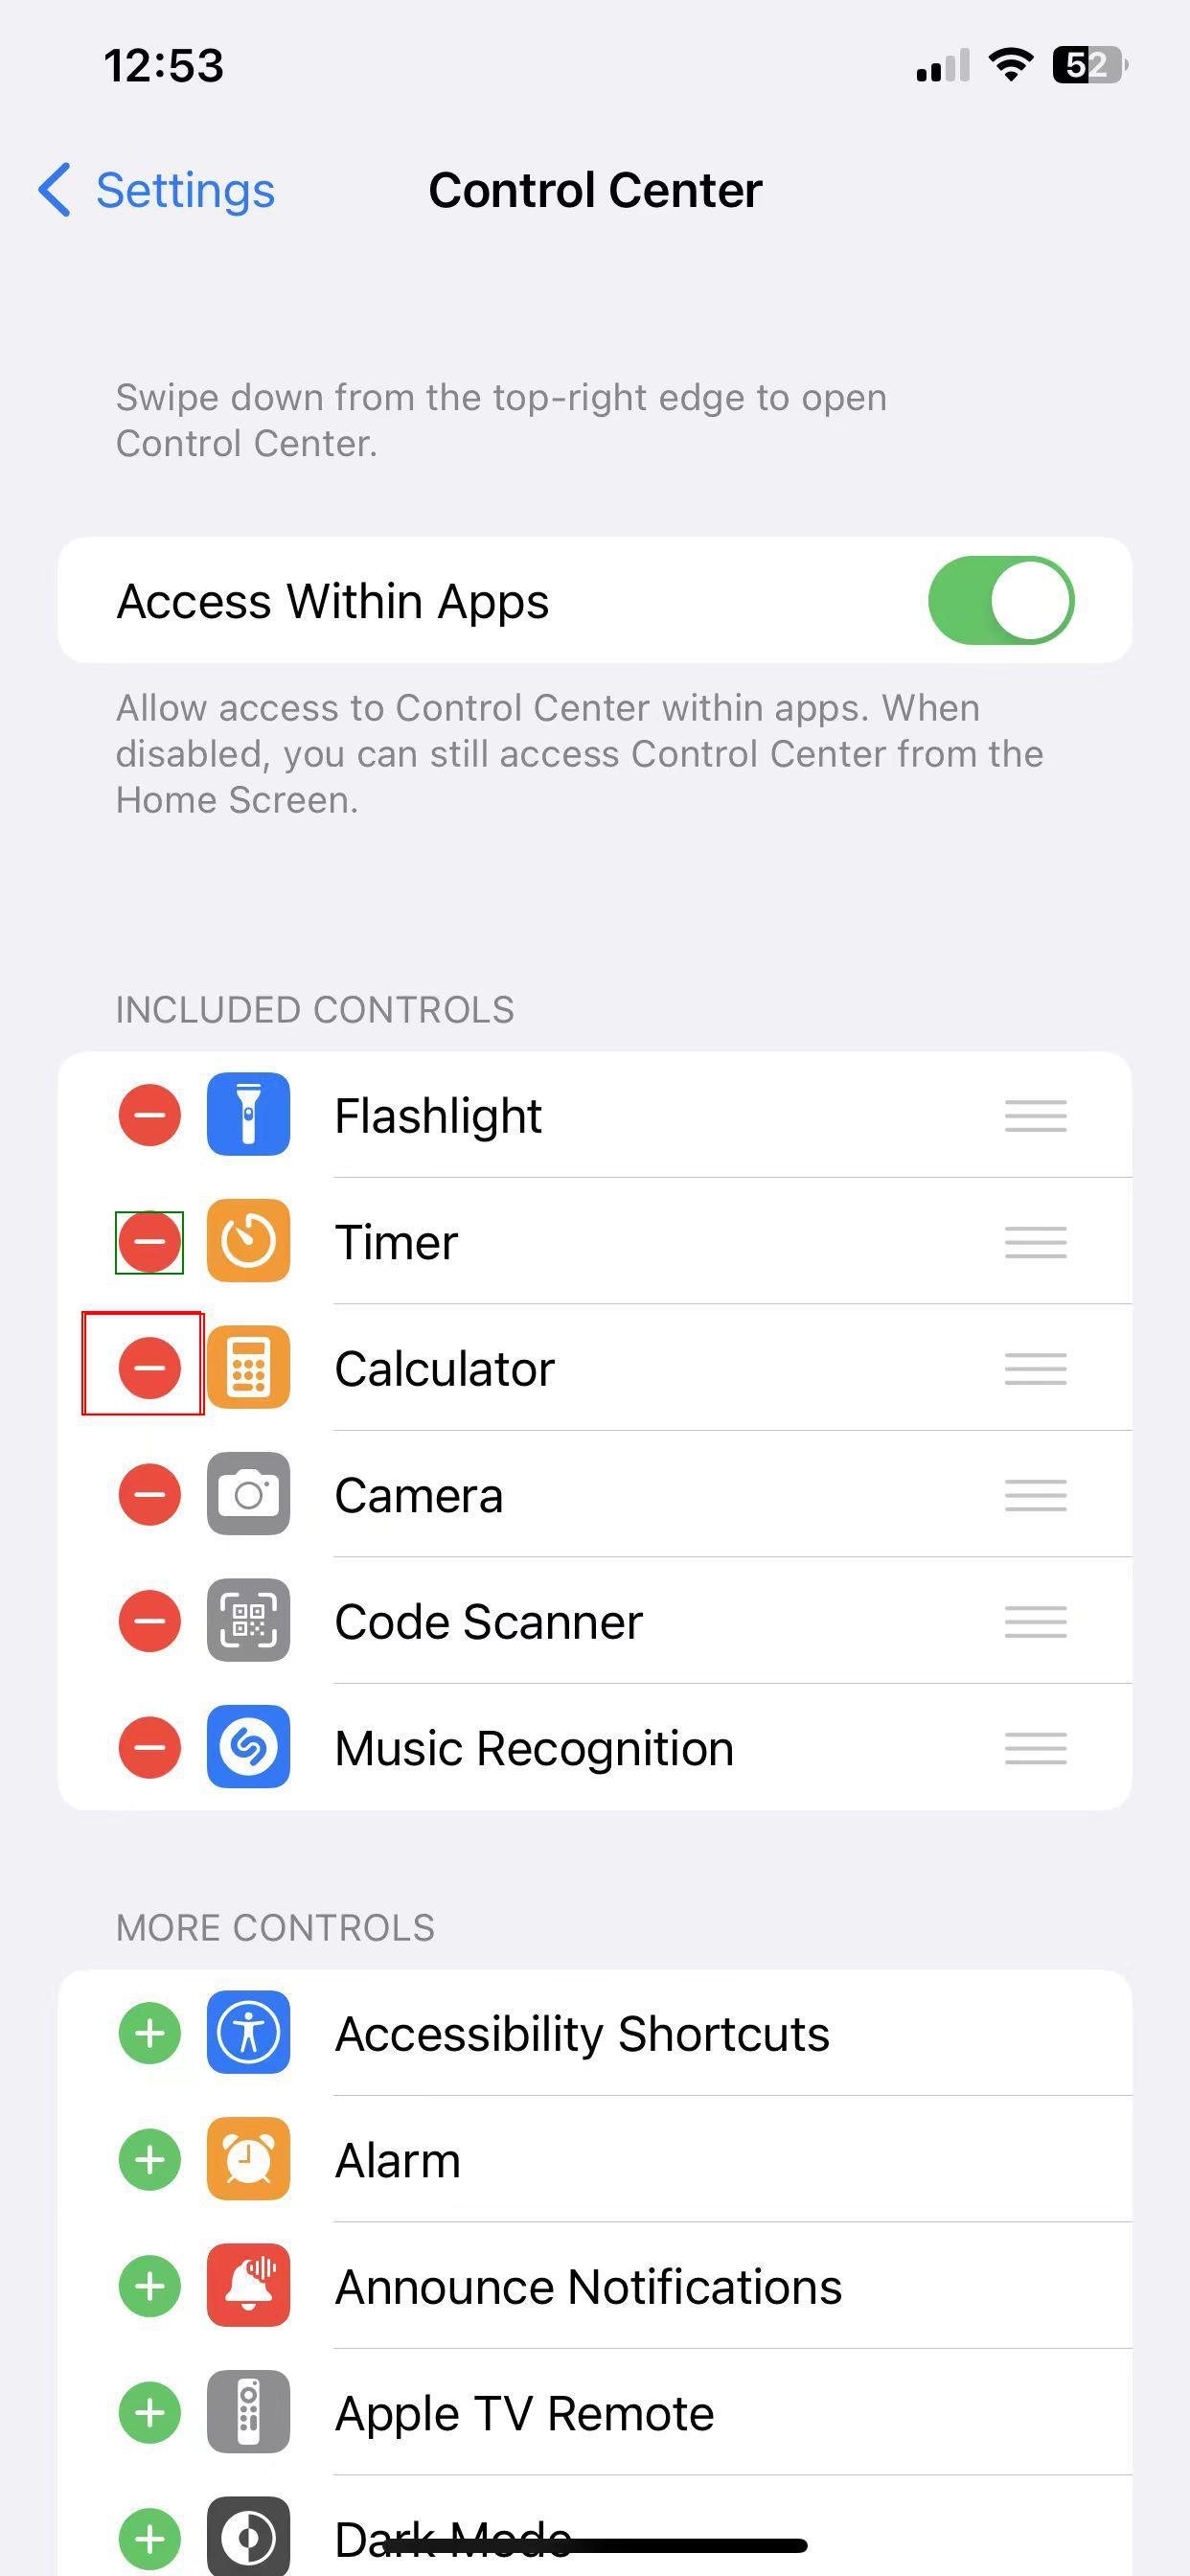 12:53
52
Settings
Control Center
Swipe down from the top-right edge to open
Control Center.
Access Within Apps
Allow access to Control Center within apps. When
disabled, you can still access Control Center from the
Home Screen.
INCLUDED CONTROLS
Flashlight
Timer
Calculator
Camera
Code Scanner
Music Recognition
MORE CONTROLS
Accessibility Shortcuts
Alarm
Announce Notifications
Apple TV Remote
Dark Mode